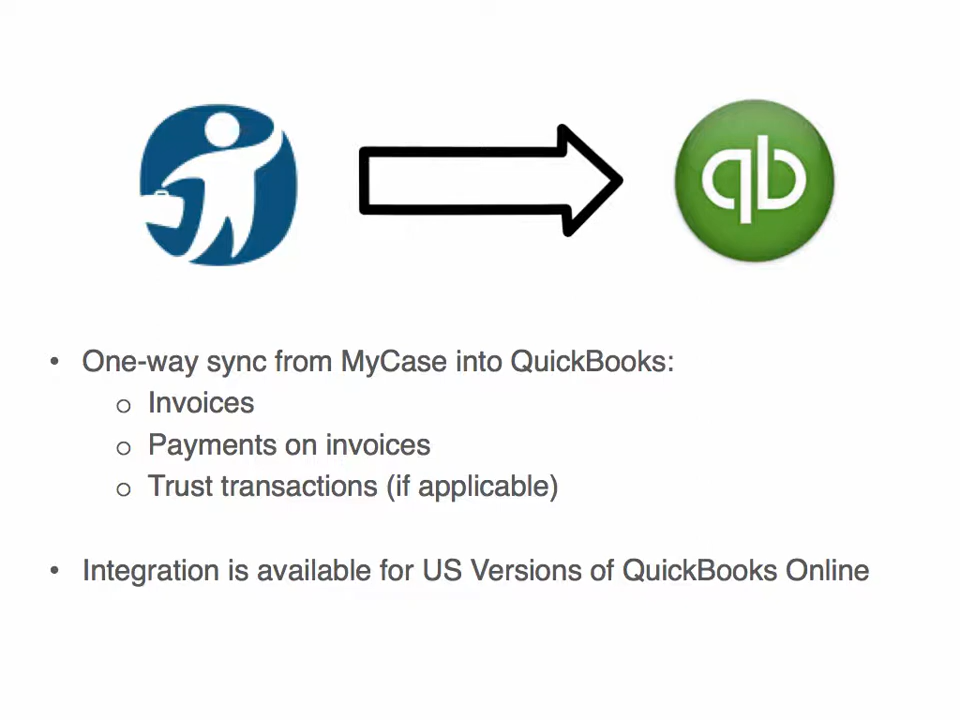 qb
• One-way sync from MyCase into QuickBooks:
o Invoices
o Payments on invoices
o Trust transactions (if applicable)
• Integration is available for US Versions of QuickBooks Online